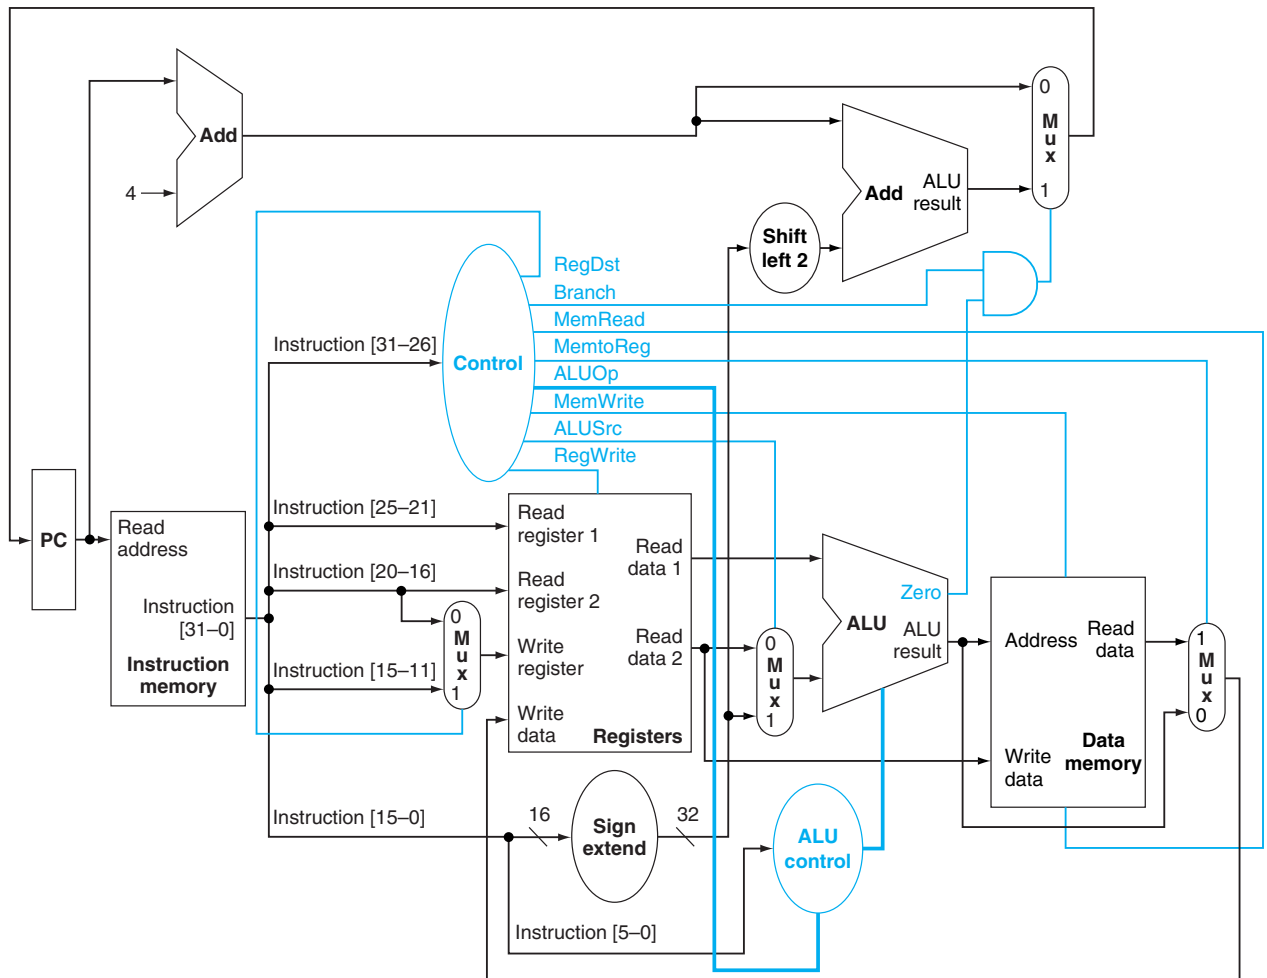 0
M
u
x
1
Add
4
Add
ALU
result
Shift
left 2
RegDst
Branch
MemRead
MemtoReg
ALUOp
MemWrite
ALUSrc
RegWrite
Instruction [31–26]
Control
PC
Read
address
Instruction
[31–0]
Instruction
memory
Instruction [25–21]
Instruction [20–16]
Instruction [15–11]
0
M
u
x
1
Read
register 1
Read
register 2
Write
register
Write
data
Read
data 1
Read
data 2
Registers
0
M
u
x
1
Zero
ALU
ALU
result
Address
Read
data
Write
data
Data
memory
1
M
u
x
0
Instruction [15–0]
16
Sign
extend
32
ALU
control
Instruction [5–0]